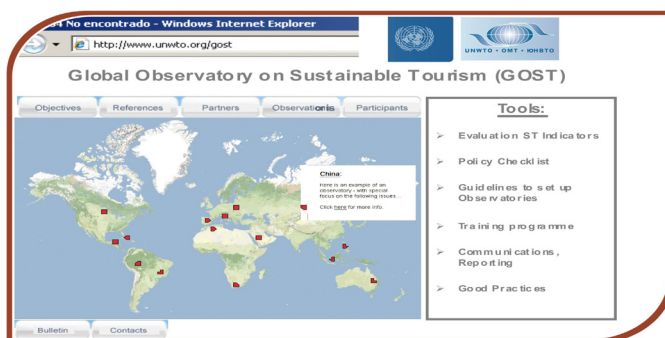 04 No encontrado - Windows Internet Explorer
http://www.unwto.org/gost
UNWTO • OMT • IOHBTO
Global Observatory on Sustainable Tourism (GOST)
Objectives References Partners Observations Participants
China:
Here is an example of an
observatory - with special
focus on the following issues...
Click here for more info.
Bulletin Contacts
Tools:
➢ Evaluation ST Indicators
➢ Policy Checklist
➢ Guidelines to set up
Observatories
➢ Training programme
➢ Communications,
Reporting
➢ Good Practices